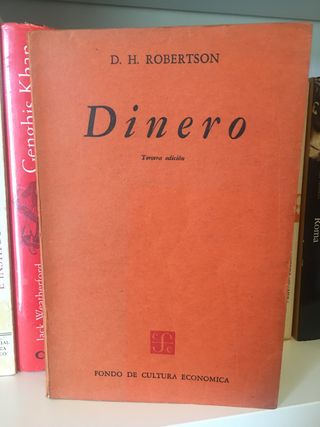 D. H. ROBERTSON
Dinero
Tercera edición
FONDO DE CULTURA ECONOMICA
Genghis Khan
Jack Weatherford
Roma